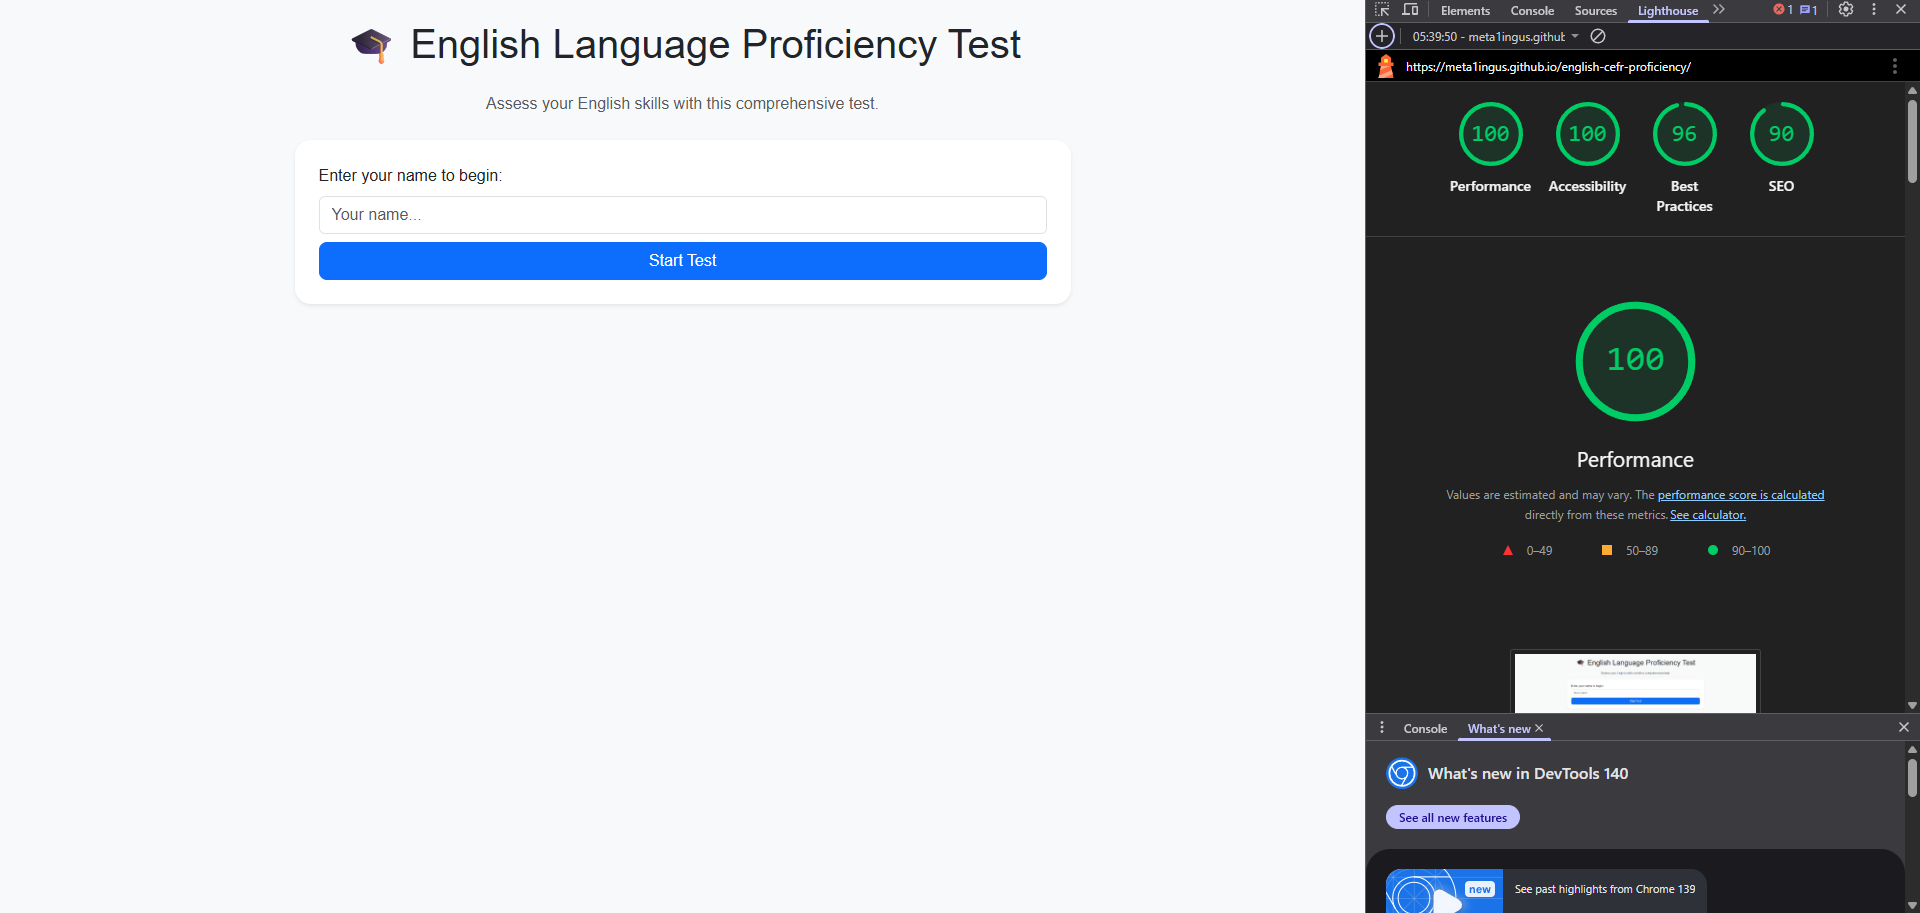 English Language Proficiency Test
Assess your English skills with this comprehensive test.
Enter your name to begin:
Your name...
Start Test
Elements
Console
Sources
Lighthouse
1
1
05:39:50 - meta1ingus.github
https://meta1ingus.github.io/english-cefr-proficiency/
100
100
96
90
Performance
Accessibility
Best
Practices
SEO
100
Performance
Values are estimated and may vary. The performance score is calculated
directly from these metrics. See calculator.
0–49
50–89
90–100
English Language Proficiency Test
Console
What's new
What's new in DevTools 140
See all new features
new
See past highlights from Chrome 139